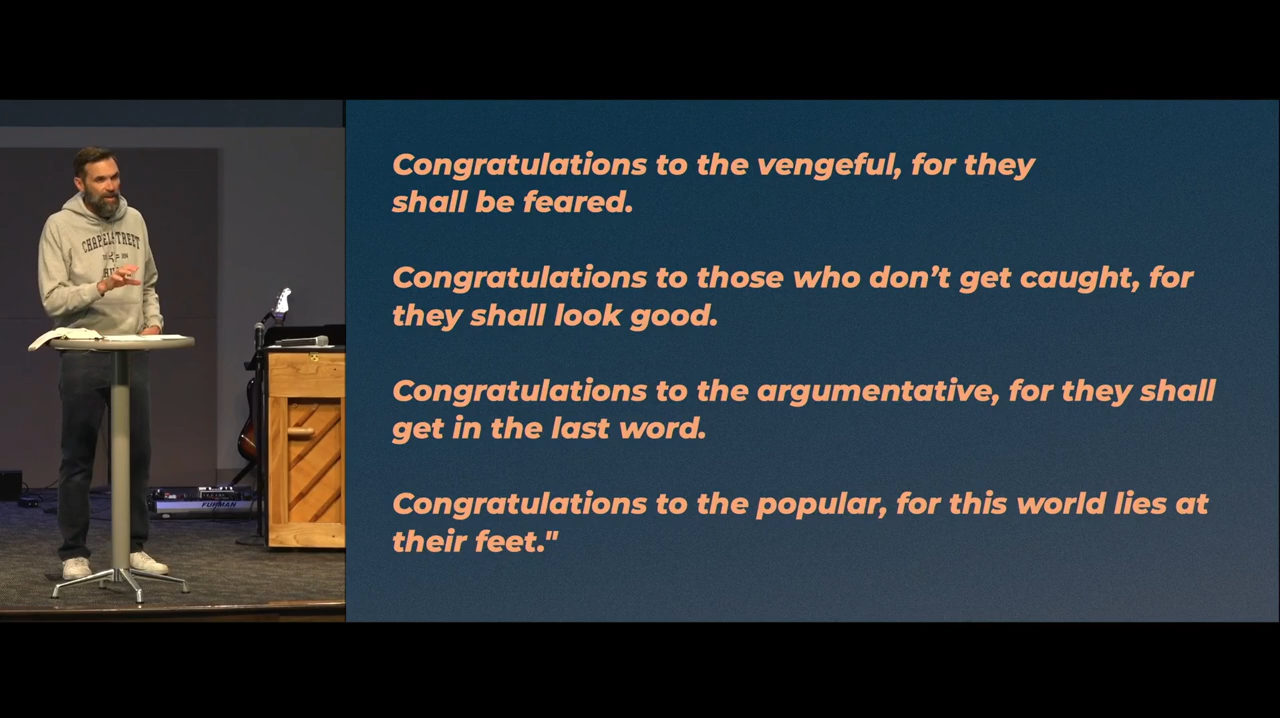 Congratulations to the vengeful, for they
shall be feared.
Congratulations to those who don’t get caught, for
they shall look good.
Congratulations to the argumentative, for they shall
get in the last word.
Congratulations to the popular, for this world lies at
their feet."
CHAPELSTREET
FURMAN